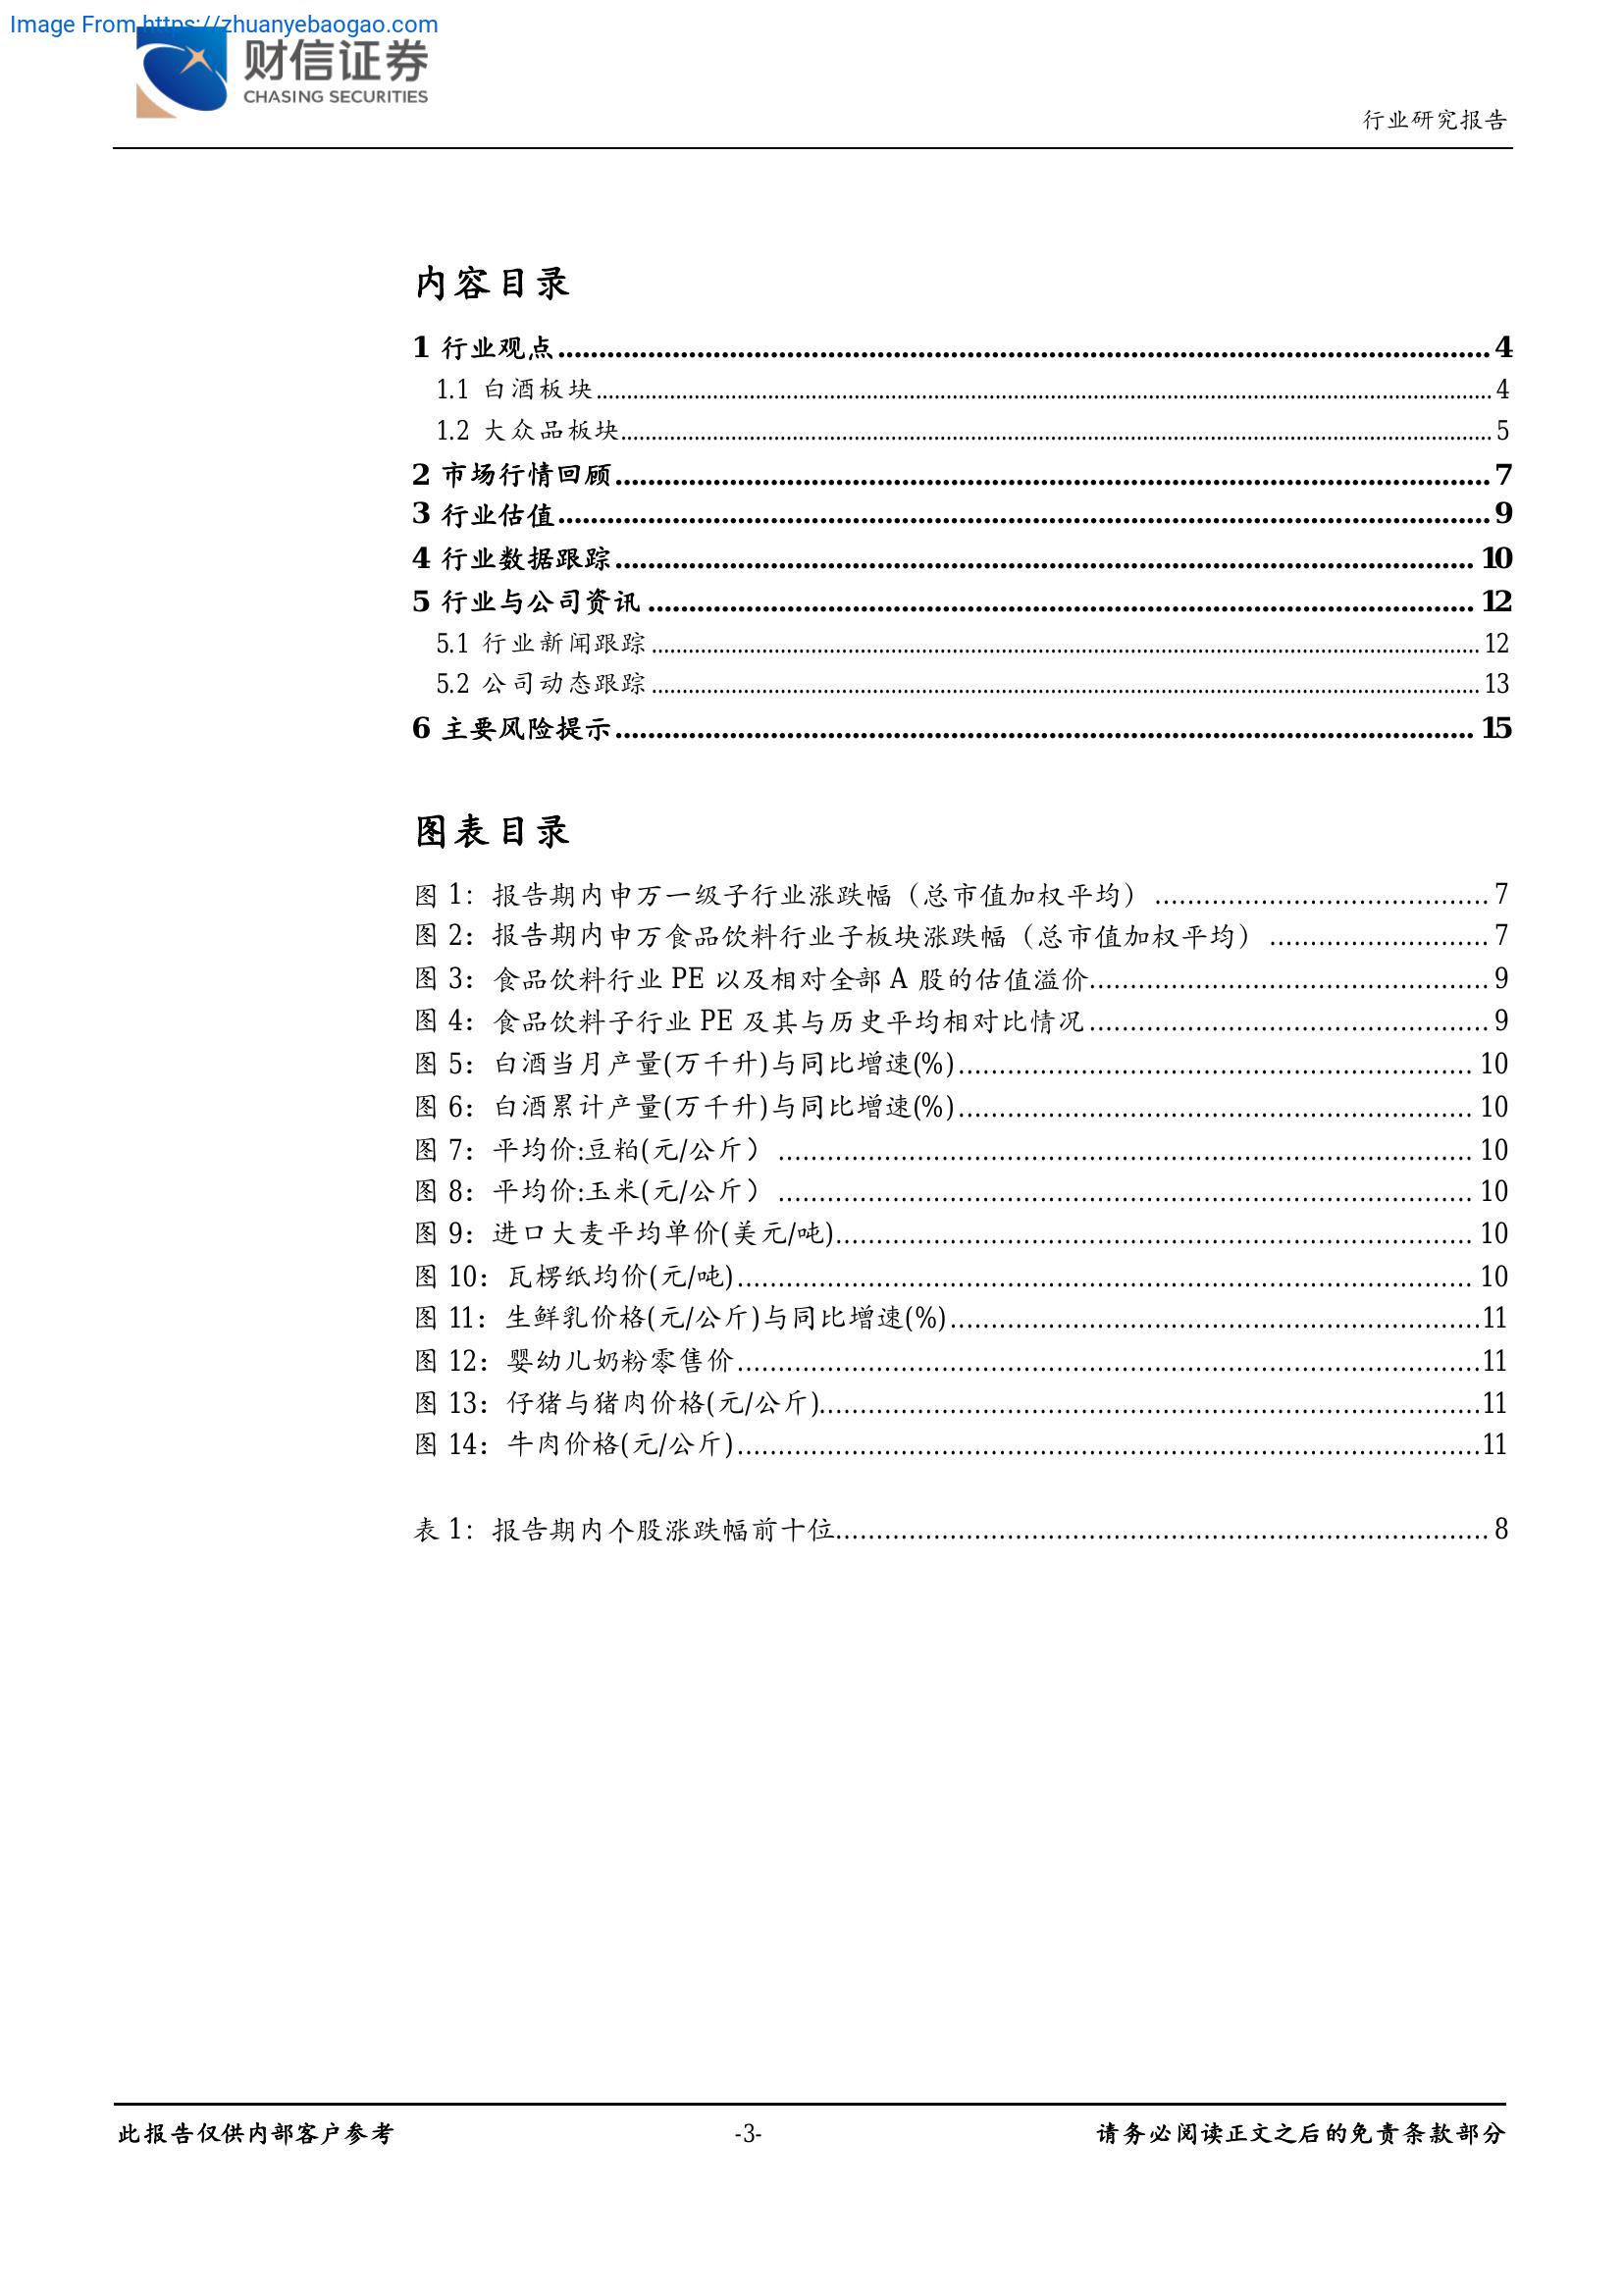 Image From https://zhuanyebaogao.com
财信证券
CHASING SECURITIES
行业研究报告
内容目录
1 行业观点................................................................ 4
1.1 白酒板块................................................................ 4
1.2 大众品板块................................................................ 5
2 市场行情回顾................................................................ 7
3 行业估值................................................................ 9
4 行业数据跟踪................................................................ 10
5 行业与公司资讯................................................................ 12
5.1 行业新闻跟踪................................................................ 12
5.2 公司动态跟踪................................................................ 13
6 主要风险提示................................................................ 15
图表目录
图 1：报告期内申万一级子行业涨跌幅（总市值加权平均）........................................ 7
图 2：报告期内申万食品饮料行业子板块涨跌幅（总市值加权平均）........................... 7
图 3：食品饮料行业 PE 以及相对全部 A 股的估值溢价................................................ 9
图 4：食品饮料子行业 PE 及其与历史平均相对比情况................................................ 9
图 5：白酒当月产量(万千升)与同比增速(%)................................................................ 10
图 6：白酒累计产量(万千升)与同比增速(%)................................................................ 10
图 7：平均价:豆粕(元/公斤）................................................................ 10
图 8：平均价:玉米(元/公斤）................................................................ 10
图 9：进口大麦平均单价(美元/吨)................................................................ 10
图 10：瓦楞纸均价(元/吨)................................................................ 10
图 11：生鲜乳价格(元/公斤)与同比增速(%)................................................................11
图 12：婴幼儿奶粉零售价................................................................11
图 13：仔猪与猪肉价格(元/公斤)................................................................11
图 14：牛肉价格(元/公斤)................................................................11
表 1：报告期内个股涨跌幅前十位................................................................ 8
此报告仅供内部客户参考
-3-
请务必阅读正文之后的免责条款部分